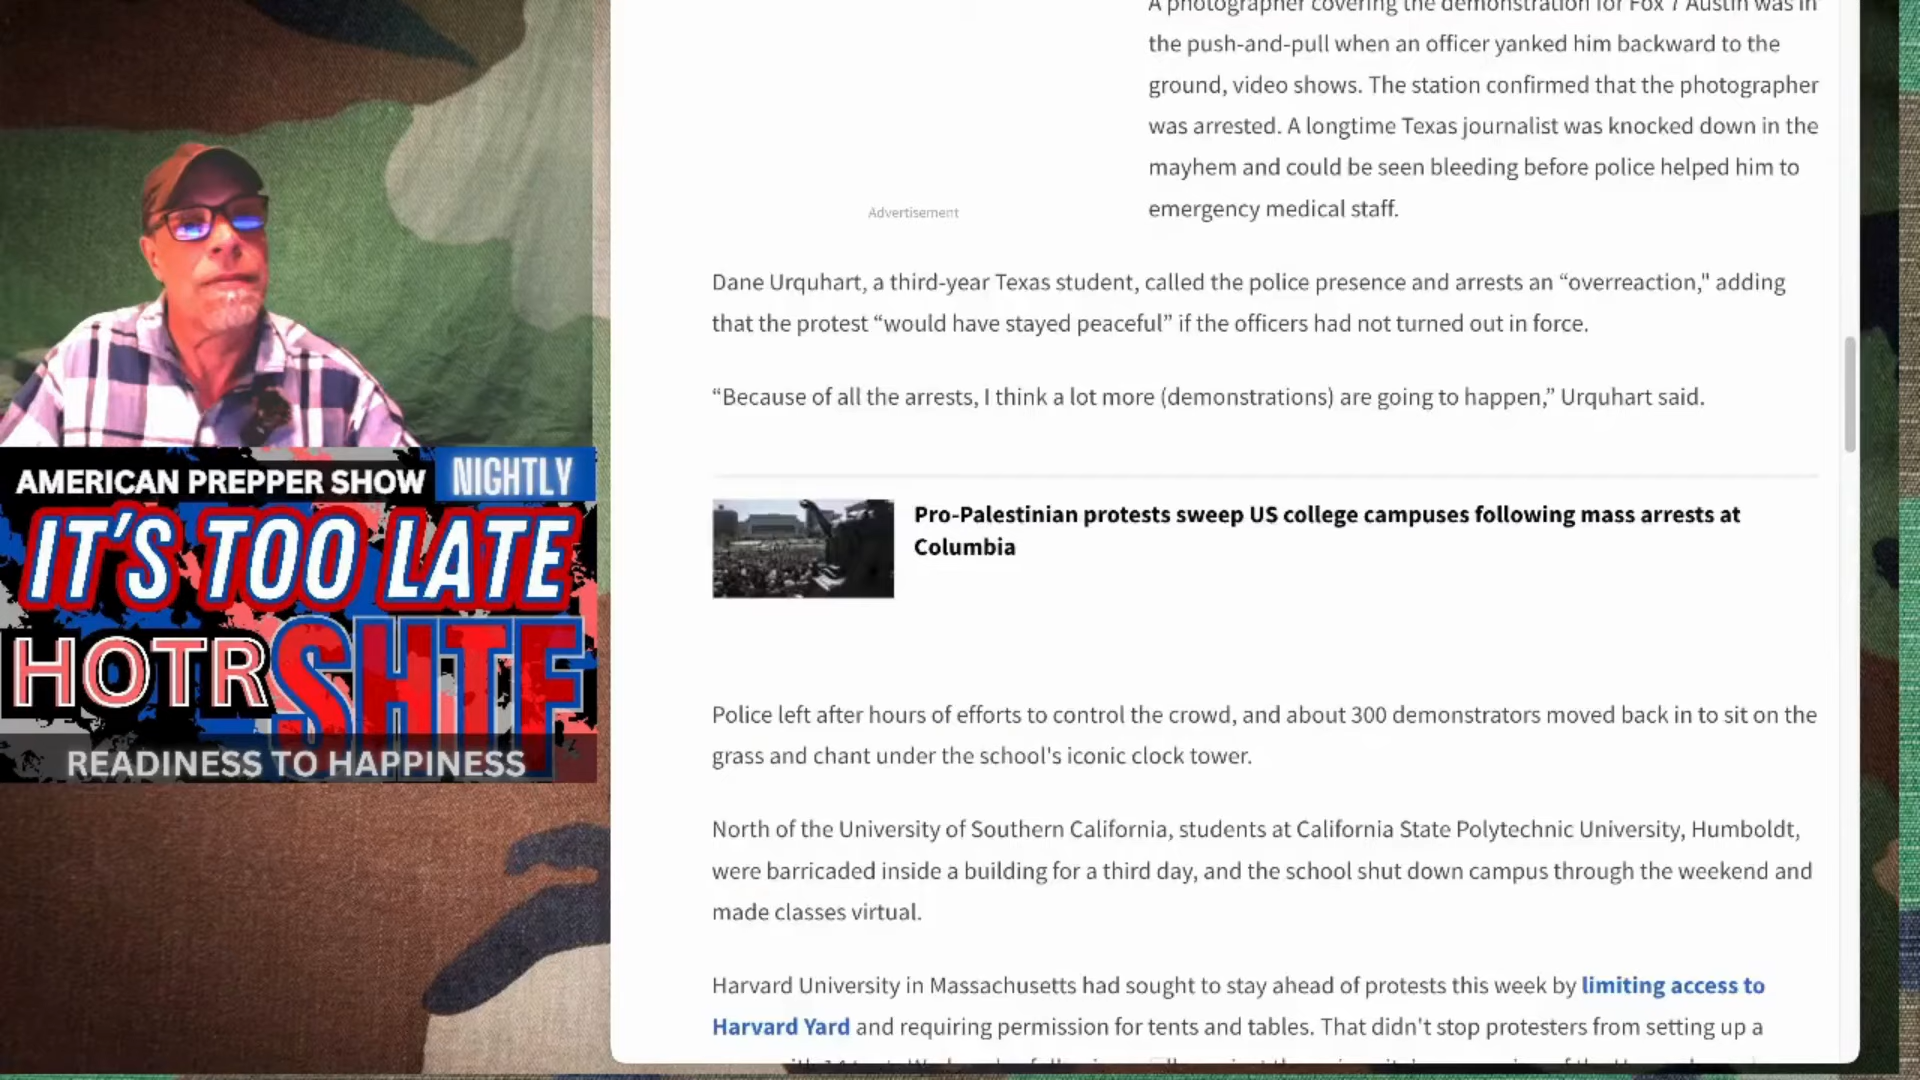 A photographer covering the demonstration for Fox 7 Austin was in
the push-and-pull when an officer yanked him backward to the
ground, video shows. The station confirmed that the photographer
was arrested. A longtime Texas journalist was knocked down in the
mayhem and could be seen bleeding before police helped him to
emergency medical staff.
Advertisement
Dane Urquhart, a third-year Texas student, called the police presence and arrests an “overreaction," adding
that the protest “would have stayed peaceful” if the officers had not turned out in force.
“Because of all the arrests, I think a lot more (demonstrations) are going to happen,” Urquhart said.
Pro-Palestinian protests sweep US college campuses following mass arrests at
Columbia
Police left after hours of efforts to control the crowd, and about 300 demonstrators moved back in to sit on the
grass and chant under the school's iconic clock tower.
North of the University of Southern California, students at California State Polytechnic University, Humboldt,
were barricaded inside a building for a third day, and the school shut down campus through the weekend and
made classes virtual.
Harvard University in Massachusetts had sought to stay ahead of protests this week by limiting access to
Harvard Yard and requiring permission for tents and tables. That didn't stop protesters from setting up a
AMERICAN PREPPER SHOW NIGHTLY
IT'S TOO LATE
HOTR SHTF
READINESS TO HAPPINESS